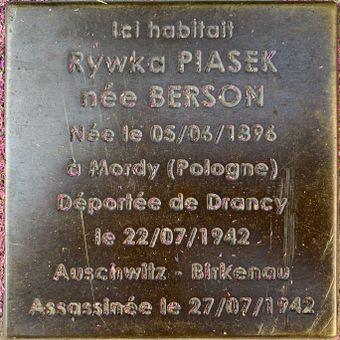 Ici habitait
Rywka PIASEK
née BERSON
Née le 05/06/1896
à Mordy (Pologne)
Déportée de Drancy
le 22/07/1942
Auschwitz - Birkenau
Assassinée le 27/07/1942